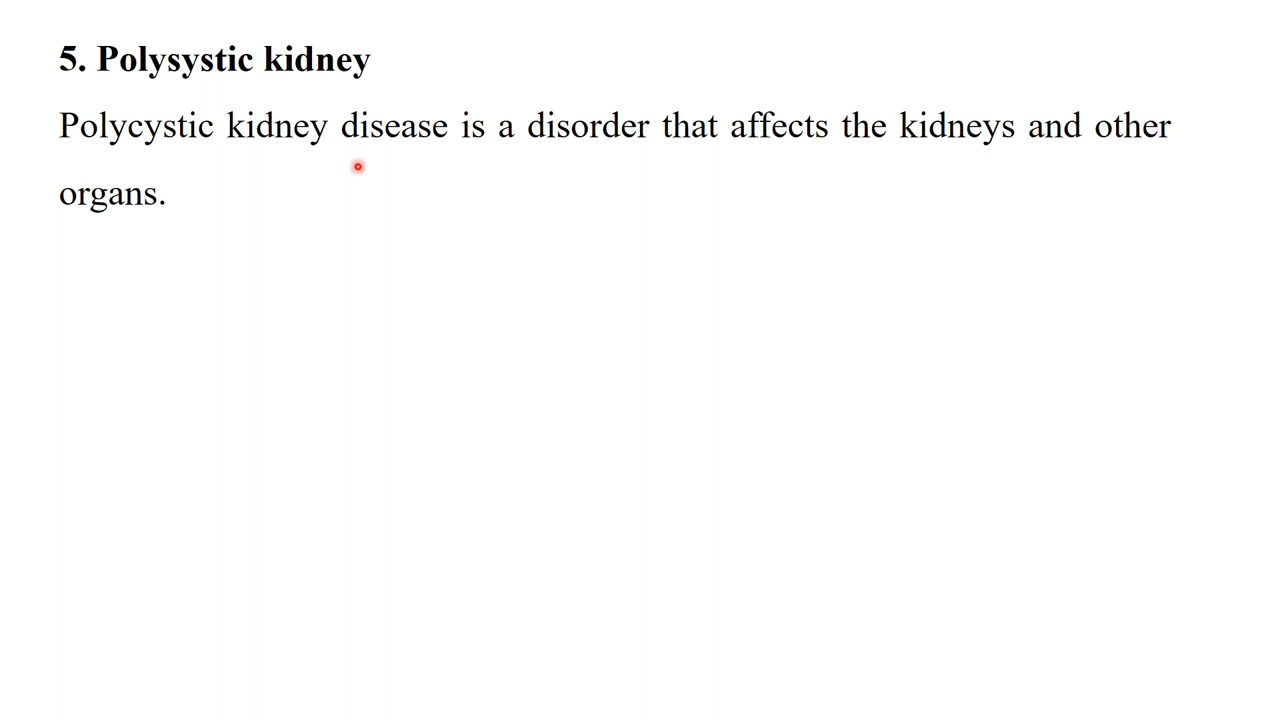 5. Polysystic kidney
Polycystic kidney disease is a disorder that affects the kidneys and other
organs.